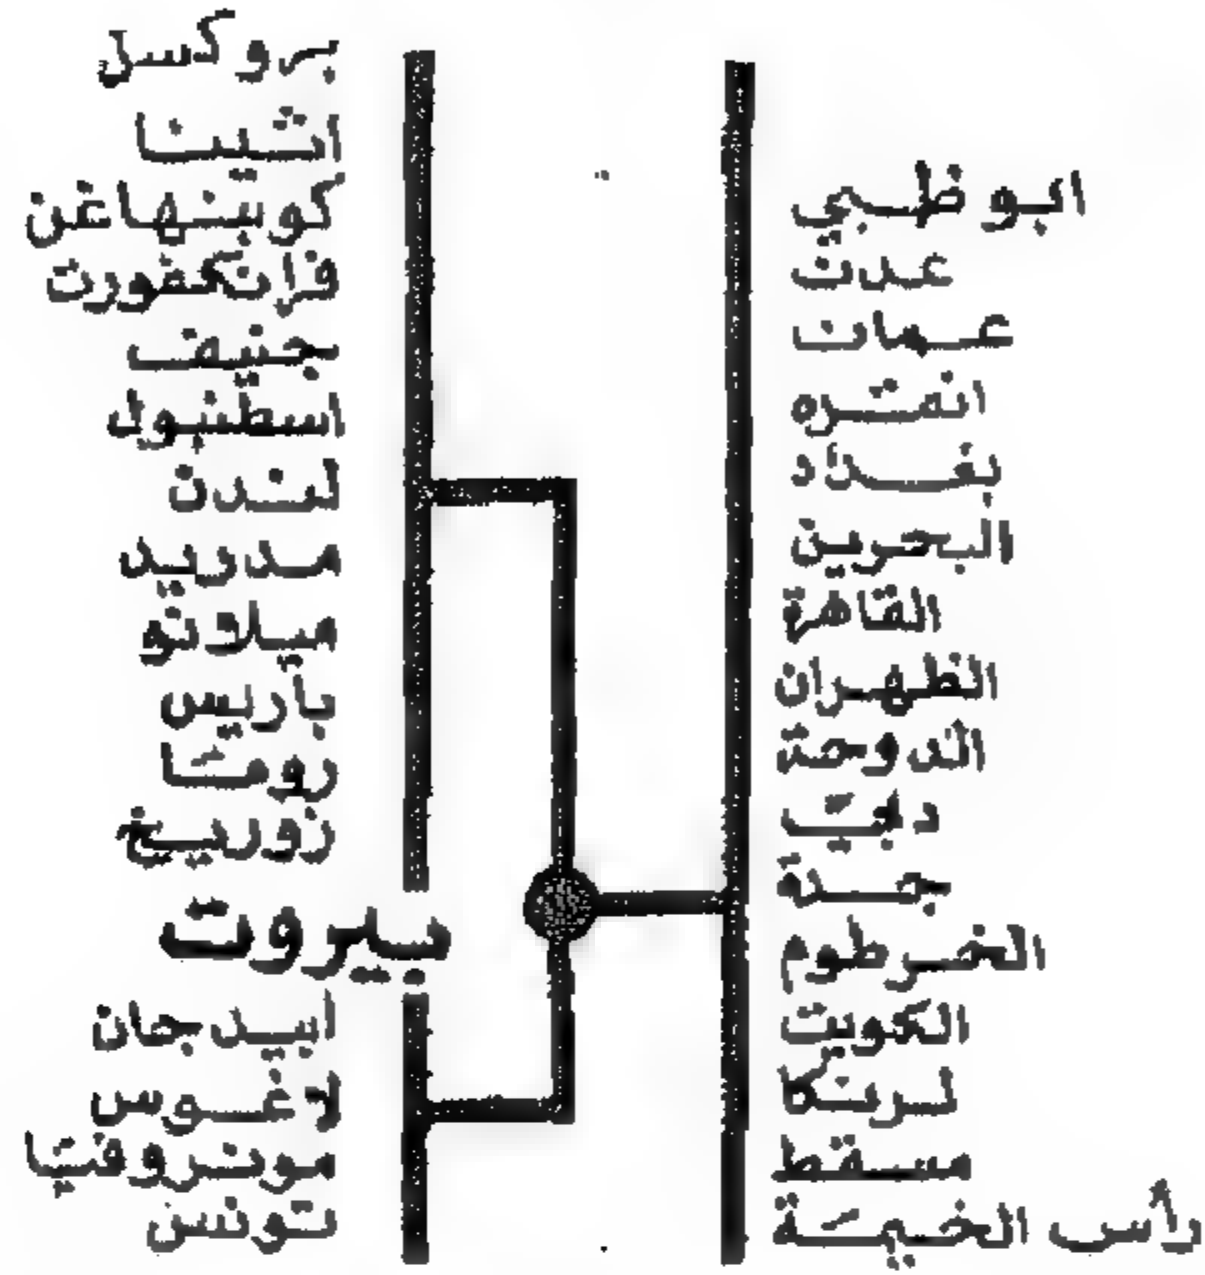 ابو ظبي
عدن
عمان
انقره
بغداد
البحرين
القاهرة
الظهران
الدوحة
دبي
جدة
الخرطوم
الكويت
لرنكا
مسقط
رأس الخيمة
بروكسل
اثينا
كوبنهاغن
فرانكفورت
جنيف
اسطنبول
لندن
مدريد
ميلانو
باريس
روما
زوريخ
بيروت
ابيدجان
لاغوس
مونروفيا
تونس